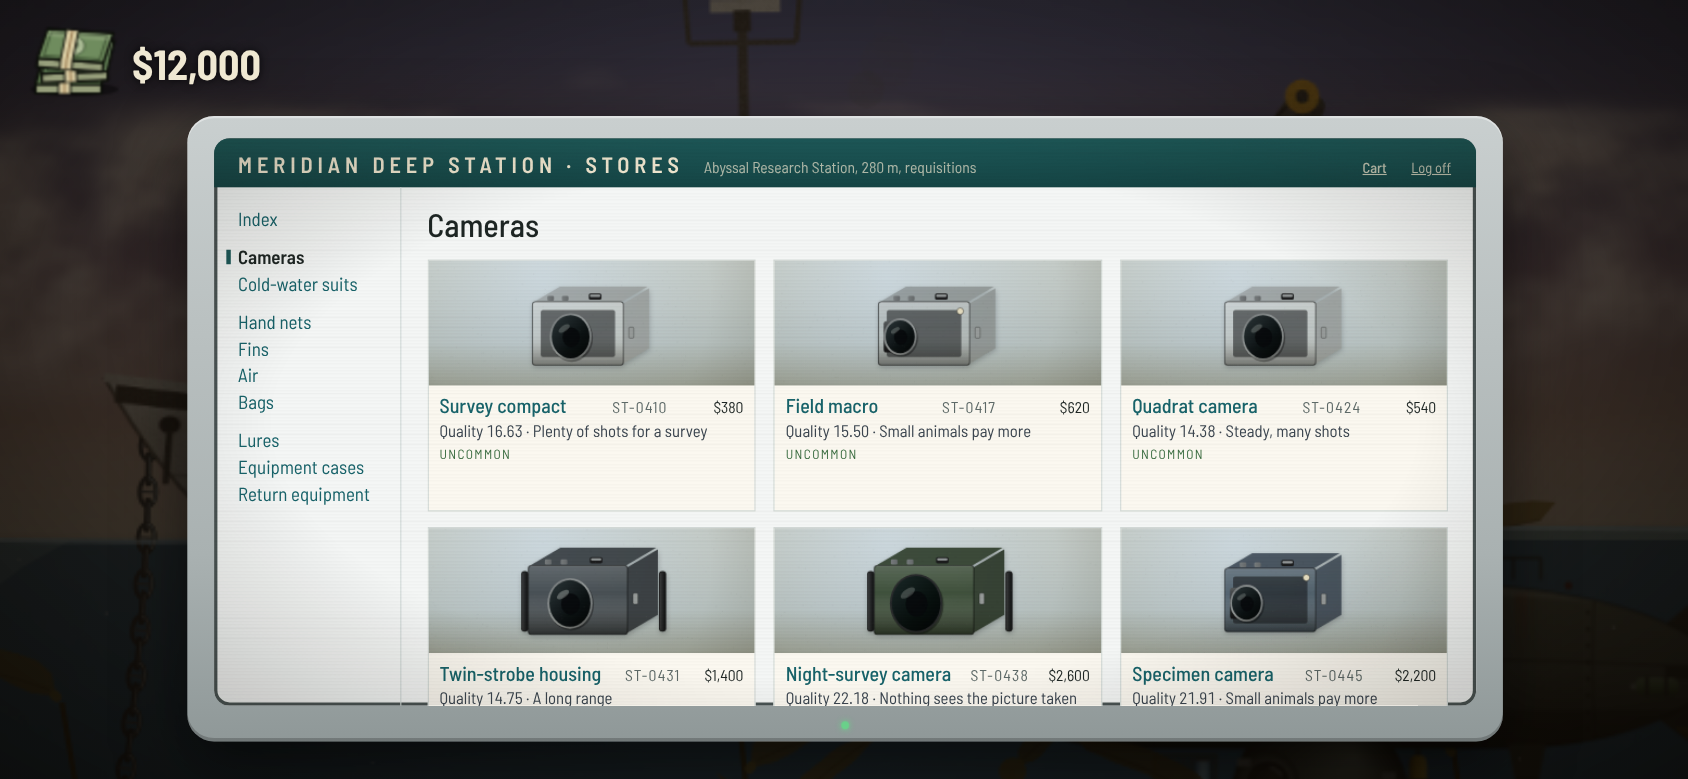 $12,000
MERIDIAN DEEP STATION · STORES Abyssal Research Station, 280 m, requisitions Cart Log off
Index
Cameras
Cold-water suits
Hand nets
Fins
Air
Bags
Lures
Equipment cases
Return equipment
Cameras
Survey compact ST-0410 $380
Quality 16.63 · Plenty of shots for a survey
UNCOMMON
Field macro ST-0417 $620
Quality 15.50 · Small animals pay more
UNCOMMON
Quadrat camera ST-0424 $540
Quality 14.38 · Steady, many shots
UNCOMMON
Twin-strobe housing ST-0431 $1,400
Quality 14.75 · A long range
Night-survey camera ST-0438 $2,600
Quality 22.18 · Nothing sees the picture taken
Specimen camera ST-0445 $2,200
Quality 21.91 · Small animals pay more